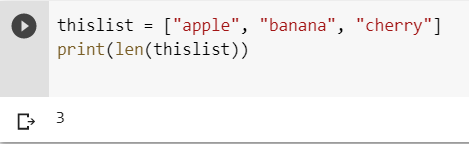 thislist = ["apple", "banana", "cherry"]
print(len(thislist))
3